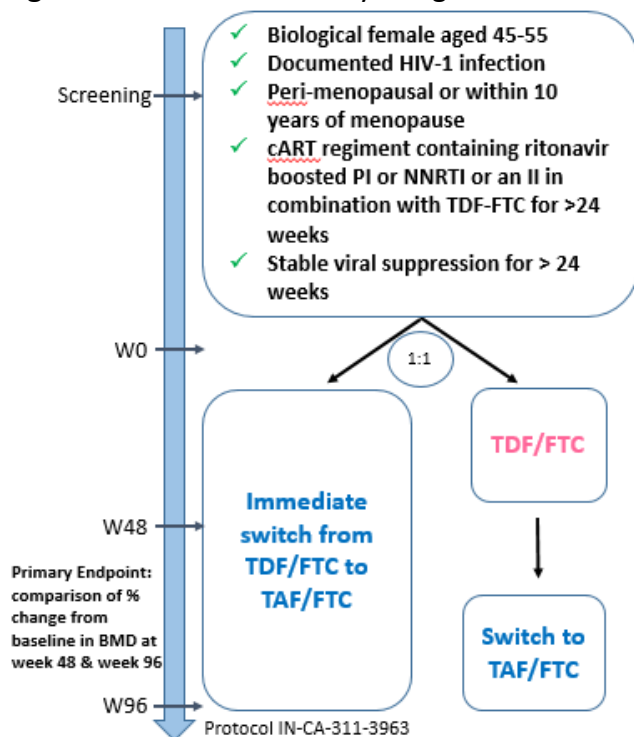 ✓ Biological female aged 45-55
✓ Documented HIV-1 infection
✓ Peri-menopausal or within 10
years of menopause
✓ cART regiment containing ritonavir
boosted PI or NNRTI or an II in
combination with TDF-FTC for >24
weeks
✓ Stable viral suppression for > 24
weeks
Screening
W0
1:1
Immediate
switch from
TDF/FTC to
TAF/FTC
TDF/FTC
W48
Primary Endpoint:
comparison of %
change from
baseline in BMD at
week 48 & week 96
Switch to
TAF/FTC
W96
Protocol IN-CA-311-3963